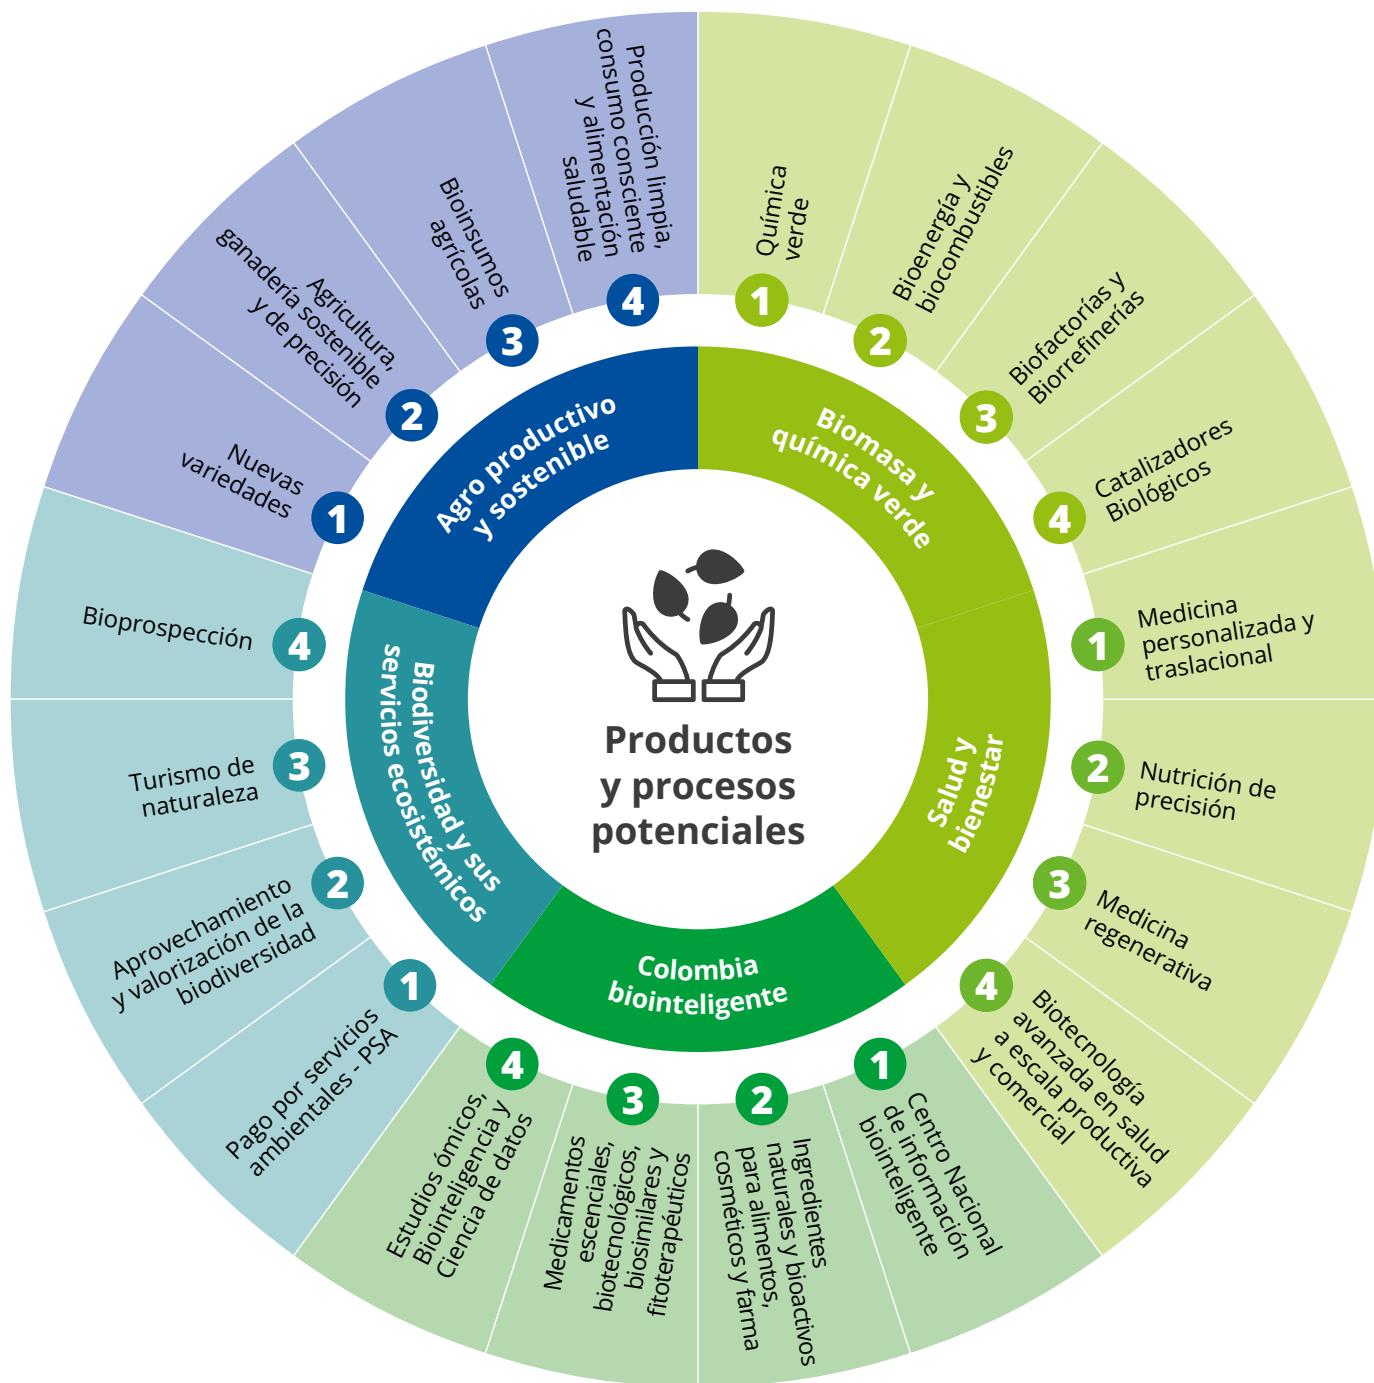 Productos
y procesos
potenciales
Biomasa y
química verde
1
Química
verde
2
Bioenergía y
biocombustibles
3
Biofactorías y
Biorrefinerías
4
Catalizadores
Biológicos
Salud y
bienestar
1
Medicina
personalizada y
traslacional
2
Nutrición de
precisión
3
Medicina
regenerativa
4
Biotecnología
avanzada en salud
a escala productiva
y comercial
Colombia
biointeligente
1
Centro Nacional
de información
biointeligente
2
Ingredientes
naturales y bioactivos
para alimentos,
cosméticos y farma
3
Medicamentos
escenciales,
biotecnológicos,
biosimilares y
fitoterapéuticos
4
Estudios ómicos,
Biointeligencia y
Ciencia de datos
Biodiversidad y sus
servicios ecosistémicos
1
Pago por servicios
ambientales - PSA
2
Aprovechamiento
y valorización de la
biodiversidad
3
Turismo de
naturaleza
4
Bioprospección
Agro productivo
y sostenible
1
Nuevas
variedades
2
Agricultura,
ganadería sostenible
y de precisión
3
Bioinsumos
agrícolas
4
Producción limpia,
consumo consciente
y alimentación
saludable